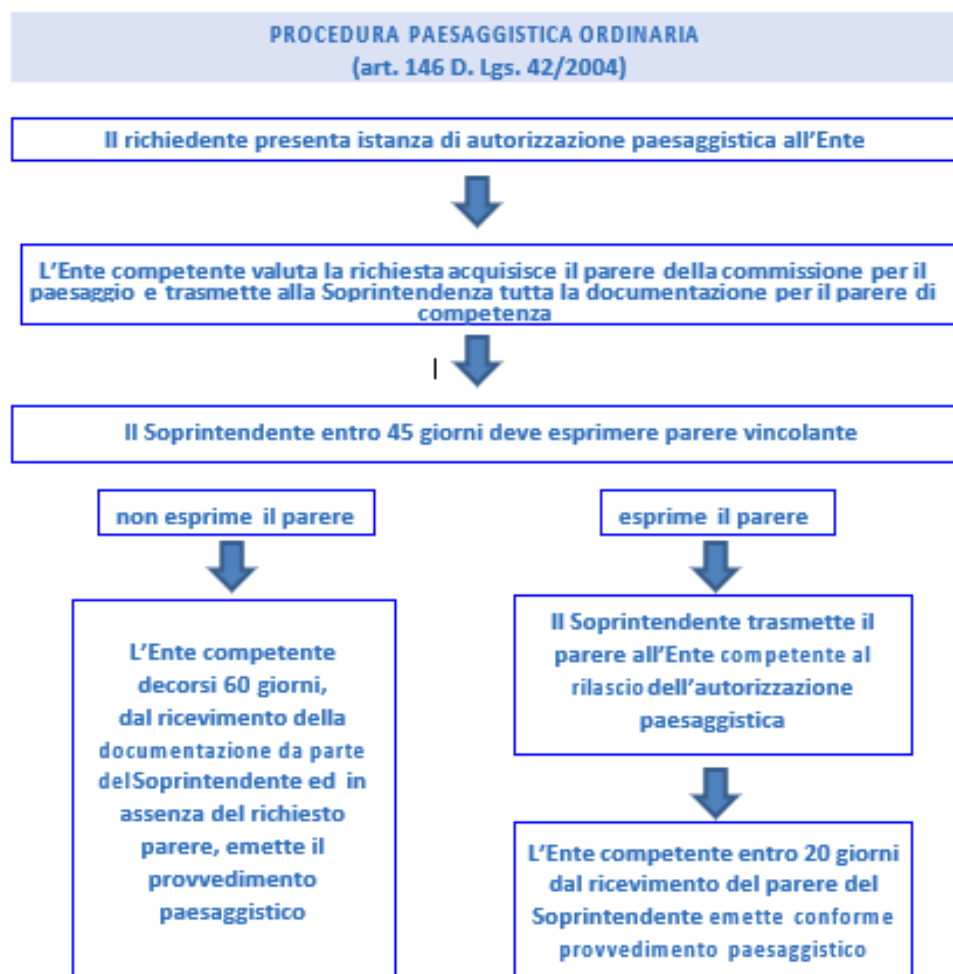 PROCEDURA PAESAGGISTICA ORDINARIA
(art. 146 D. Lgs. 42/2004)
Il richiedente presenta istanza di autorizzazione paesaggistica all'Ente
L'Ente competente valuta la richiesta acquisisce il parere della commissione per il
paesaggio e trasmette alla Soprintendenza tutta la documentazione per il parere di
competenza
Il Soprintendente entro 45 giorni deve esprimere parere vincolante
non esprime il parere
L'Ente competente
decorsi 60 giorni,
dal ricevimento della
documentazione da parte
del Soprintendente ed in
assenza del richiesto
parere, emette il
provvedimento
paesaggistico
esprime il parere
Il Soprintendente trasmette il
parere all'Ente competente al
rilascio dell'autorizzazione
paesaggistica
L'Ente competente entro 20 giorni
dal ricevimento del parere del
Soprintendente emette conforme
provvedimento paesaggistico